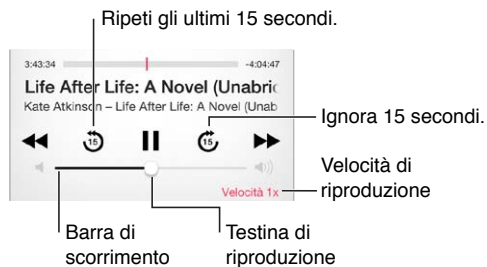 Ripeti gli ultimi 15 secondi.
3:43:34 -4:04:47
Life After Life: A Novel (Unabric
Kate Atkinson – Life After Life: A Novel (Unab
15 15
Ignora 15 secondi.
Velocità 1x
Velocità di
riproduzione
Barra di
scorrimento
Testina di
riproduzione